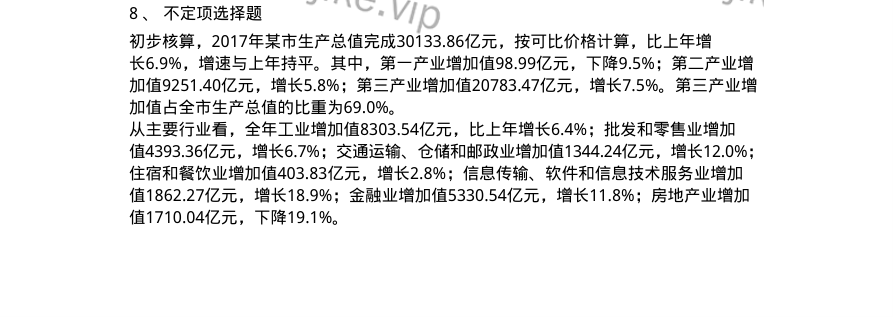 jike.vip
8 、 不定项选择题
初步核算，2017年某市生产总值完成30133.86亿元，按可比价格计算，比上年增
长6.9%，增速与上年持平。其中，第一产业增加值98.99亿元，下降9.5%；第二产业增
加值9251.40亿元，增长5.8%；第三产业增加值20783.47亿元，增长7.5%。第三产业增
加值占全市生产总值的比重为69.0%。
从主要行业看，全年工业增加值8303.54亿元，比上年增长6.4%；批发和零售业增加
值4393.36亿元，增长6.7%；交通运输、仓储和邮政业增加值1344.24亿元，增长12.0%；
住宿和餐饮业增加值403.83亿元，增长2.8%；信息传输、软件和信息技术服务业增加
值1862.27亿元，增长18.9%；金融业增加值5330.54亿元，增长11.8%；房地产业增加
值1710.04亿元，下降19.1%。